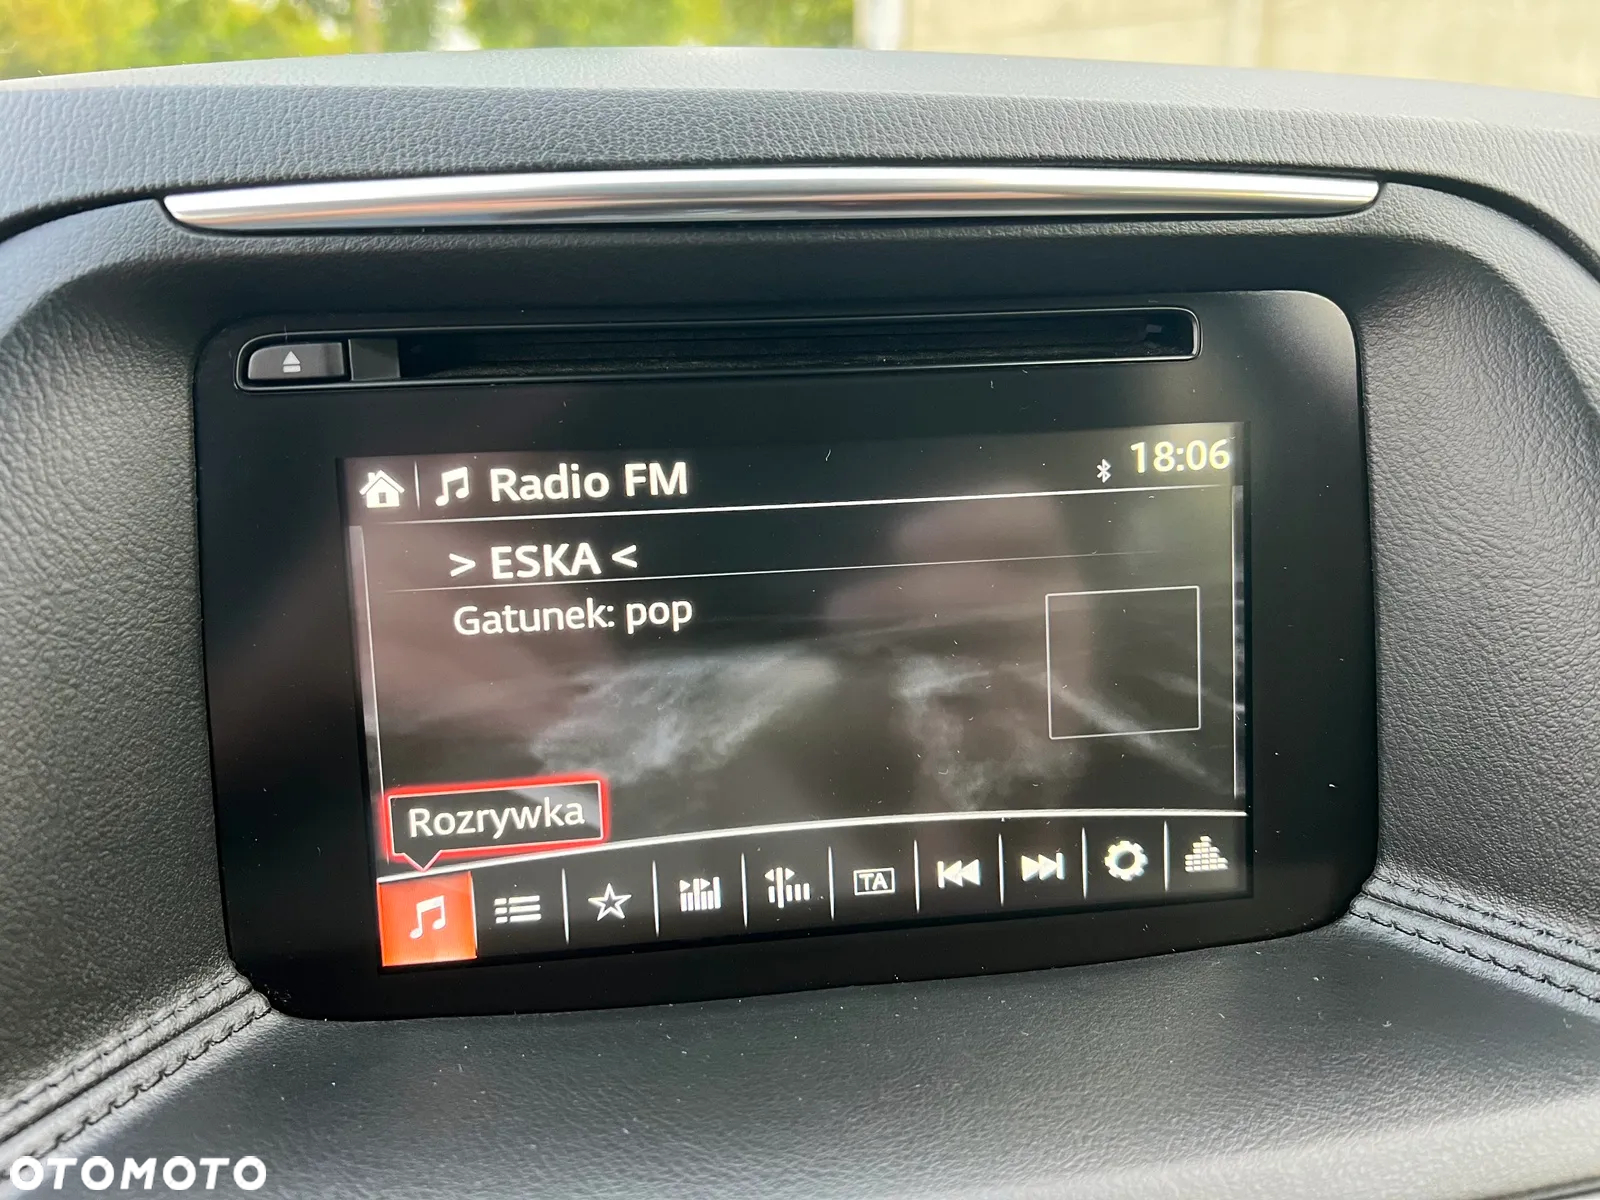 Radio FM
18:06
> ESKA <
Gatunek: pop
Rozrywka
TA
OTOMOTO